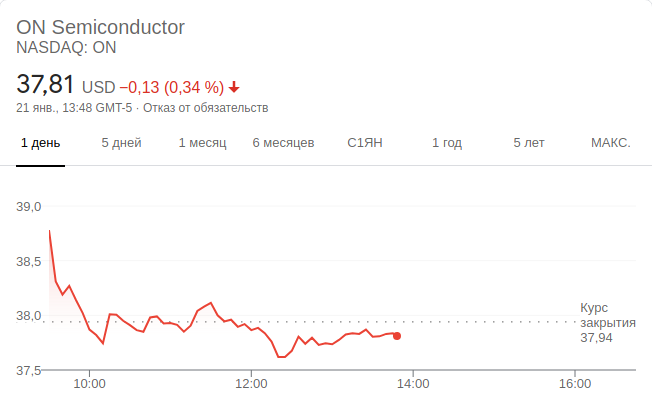 ON Semiconductor
NASDAQ: ON
37,81 USD −0,13 (0,34 %)
21 янв., 13:48 GMT-5 · Отказ от обязательств
1 день 5 дней 1 месяц 6 месяцев С1ЯН 1 год 5 лет МАКС.
39,0
38,5
38,0
37,5
Курс
закрытия
37,94
10:00 12:00 14:00 16:00